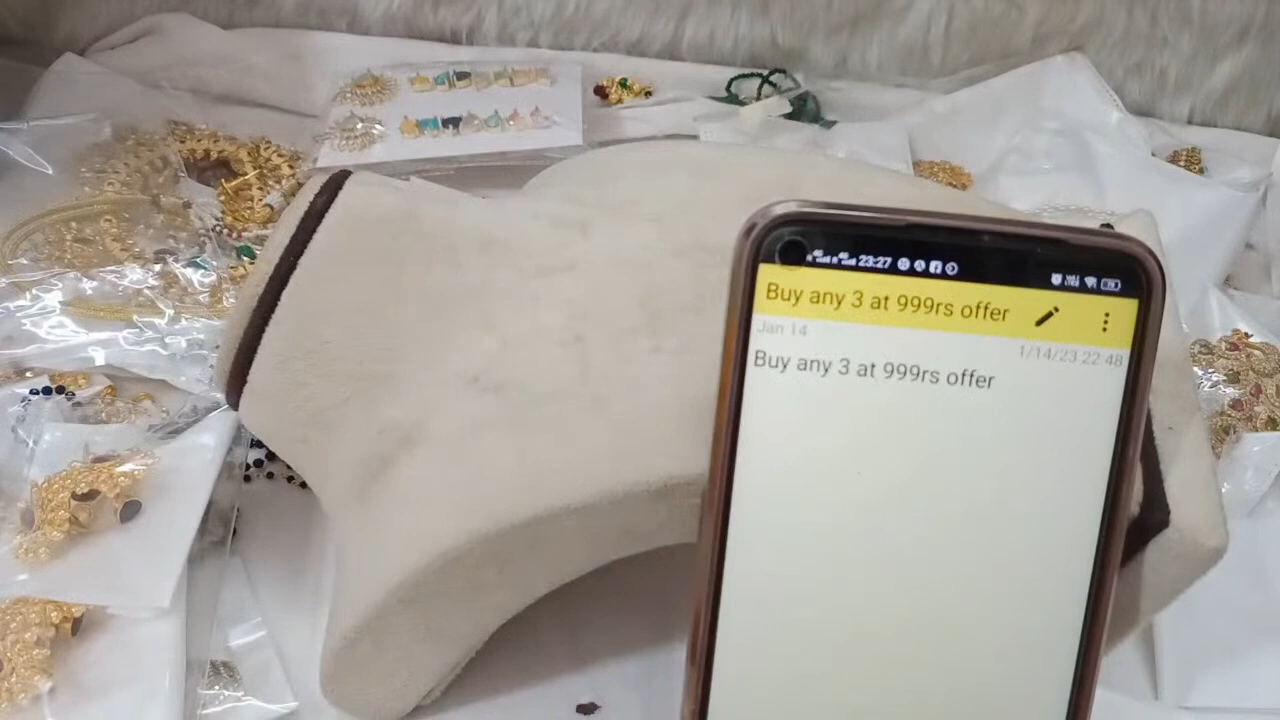 23:27
Buy any 3 at 999rs offer
Jan 14
1/14/23 22:48
Buy any 3 at 999rs offer